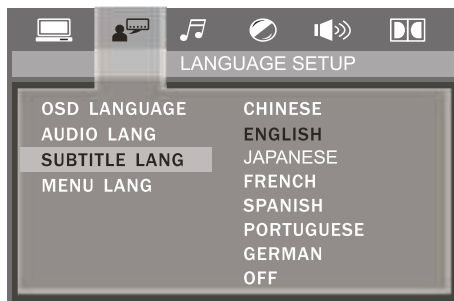 LANGUAGE SETUP
OSD LANGUAGE
AUDIO LANG
SUBTITLE LANG
MENU LANG
CHINESE
ENGLISH
JAPANESE
FRENCH
SPANISH
PORTUGUESE
GERMAN
OFF